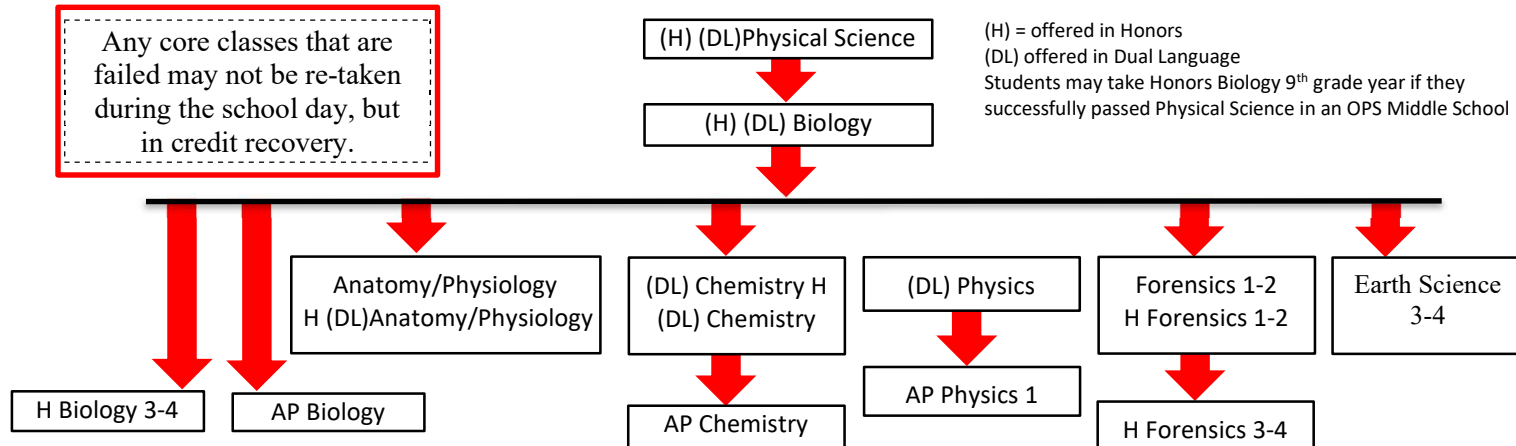 Any core classes that are
failed may not be re-taken
during the school day, but
in credit recovery.
(H) (DL)Physical Science
(H) = offered in Honors
(DL) offered in Dual Language
Students may take Honors Biology 9th grade year if they
successfully passed Physical Science in an OPS Middle School
(H) (DL) Biology
Anatomy/Physiology
H (DL)Anatomy/Physiology
(DL) Chemistry H
(DL) Chemistry
(DL) Physics
Forensics 1-2
H Forensics 1-2
Earth Science
3-4
H Biology 3-4
AP Biology
AP Chemistry
AP Physics 1
H Forensics 3-4